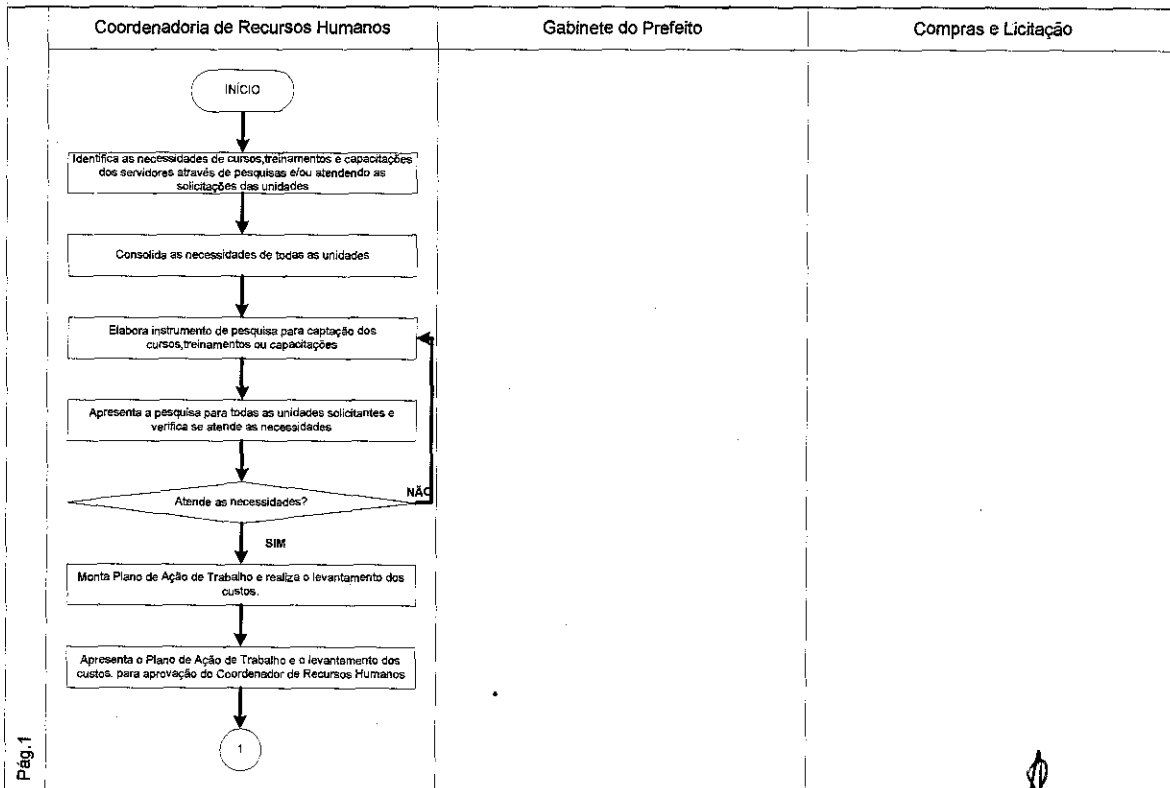 Coordenadoria de Recursos Humanos
Gabinete do Prefeito
Compras e Licitação
INÍCIO
Identifica as necessidades de cursos,treinamentos e capacitações
dos servidores através de pesquisas e/ou atendendo as
solicitações das unidades
Consolida as necessidades de todas as unidades
Elabora instrumento de pesquisa para captação dos
cursos,treinamentos ou capacitações
Apresenta a pesquisa para todas as unidades solicitantes e
verifica se atende as necessidades
Atende as necessidades?
NÃO
SIM
Monta Plano de Ação de Trabalho e realiza o levantamento dos
custos.
Apresenta o Plano de Ação de Trabalho e o levantamento dos
custos. para aprovação do Coordenador de Recursos Humanos
1
Pág.1